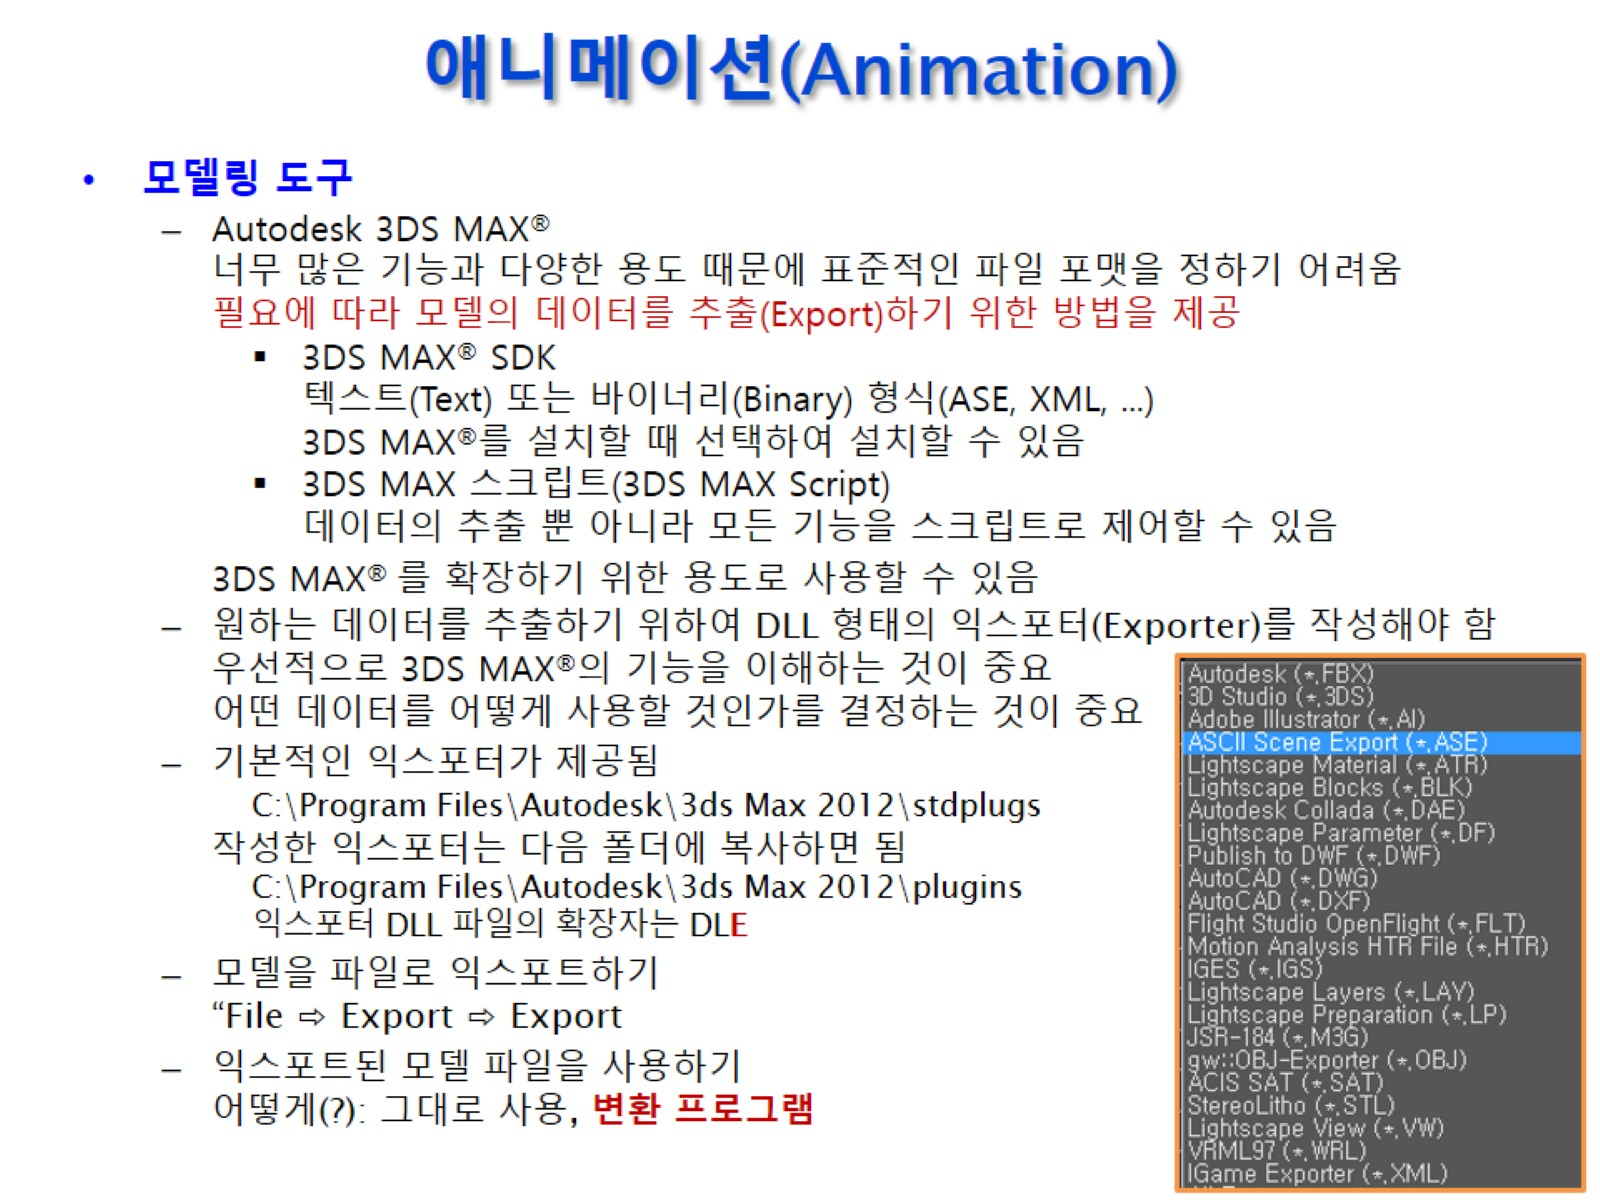 애니메이션(Animation)
• 모델링 도구
– Autodesk 3DS MAX®
너무 많은 기능과 다양한 용도 때문에 표준적인 파일 포맷을 정하기 어려움
필요에 따라 모델의 데이터를 추출(Export)하기 위한 방법을 제공
▪ 3DS MAX® SDK
텍스트(Text) 또는 바이너리(Binary) 형식(ASE, XML, ...)
3DS MAX®를 설치할 때 선택하여 설치할 수 있음
▪ 3DS MAX 스크립트(3DS MAX Script)
데이터의 추출 뿐 아니라 모든 기능을 스크립트로 제어할 수 있음
3DS MAX® 를 확장하기 위한 용도로 사용할 수 있음
– 원하는 데이터를 추출하기 위하여 DLL 형태의 익스포터(Exporter)를 작성해야 함
우선적으로 3DS MAX®의 기능을 이해하는 것이 중요
어떤 데이터를 어떻게 사용할 것인가를 결정하는 것이 중요
– 기본적인 익스포터가 제공됨
C:\Program Files\Autodesk\3ds Max 2012\stdplugs
작성한 익스포터는 다음 폴더에 복사하면 됨
C:\Program Files\Autodesk\3ds Max 2012\plugins
익스포터 DLL 파일의 확장자는 DLE
– 모델을 파일로 익스포트하기
“File ⇨ Export ⇨ Export
– 익스포트된 모델 파일을 사용하기
어떻게(?): 그대로 사용, 변환 프로그램
Autodesk (*.FBX)
3D Studio (*.3DS)
Adobe Illustrator (*.AI)
ASCII Scene Export (*.ASE)
Lightscape Material (*.ATR)
Lightscape Blocks (*.BLK)
Autodesk Collada (*.DAE)
Lightscape Parameter (*.DF)
Publish to DWF (*.DWF)
AutoCAD (*.DWG)
AutoCAD (*.DXF)
Flight Studio OpenFlight (*.FLT)
Motion Analysis HTR File (*.HTR)
IGES (*.IGS)
Lightscape Layers (*.LAY)
Lightscape Preparation (*.LP)
JSR-184 (*.M3G)
gw::OBJ-Exporter (*.OBJ)
ACIS SAT (*.SAT)
StereoLitho (*.STL)
Lightscape View (*.VW)
VRML97 (*.WRL)
IGame Exporter (*.XML)